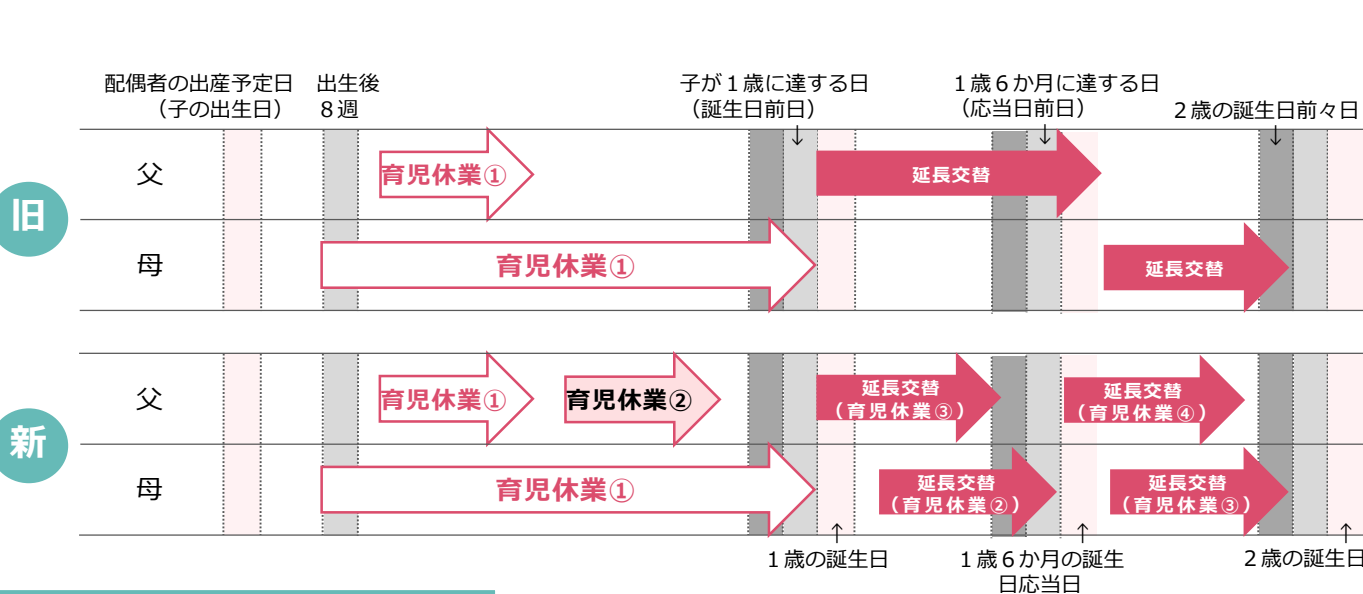 配偶者の出産予定日
（子の出生日）
出生後
８週
子が１歳に達する日
（誕生日前日）
１歳６か月に達する日
（応当日前日）
２歳の誕生日前々日
↓
↓
↓
旧
父
育児休業①
延長交替
母
育児休業①
延長交替
新
父
育児休業①
育児休業②
延長交替
（育児休業③）
延長交替
（育児休業④）
母
育児休業①
延長交替
（育児休業②）
延長交替
（育児休業③）
↑
↑
↑
１歳の誕生日
１歳６か月の誕生
日応当日
２歳の誕生日